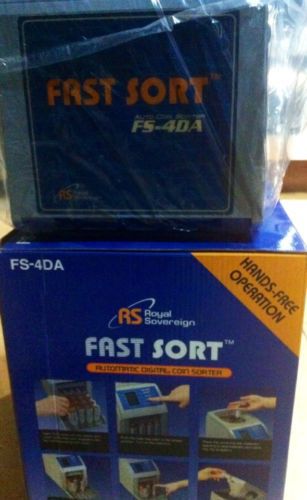 FAST SORT™
AUTO COIN SORTER
FS-4DA
RS Royal
Sovereign
FS-4DA
HANDS-FREE
OPERATION
RS Royal
Sovereign
FAST SORT™
AUTOMATIC DIGITAL COIN SORTER